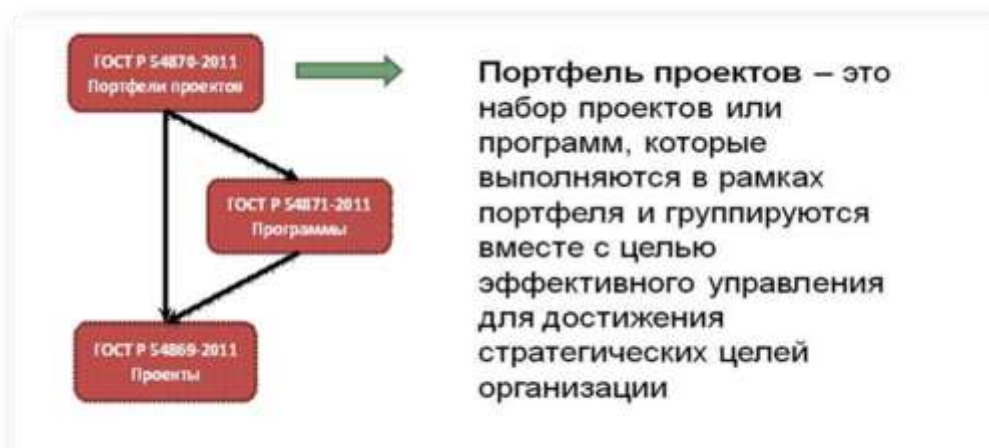 ГОСТ Р 54870-2011
Портфели проектов
ГОСТ Р 54871-2011
Программы
ГОСТ Р 54869-2011
Проекты
Портфель проектов – это
набор проектов или
программ, которые
выполняются в рамках
портфеля и группируются
вместе с целью
эффективного управления
для достижения
стратегических целей
организации